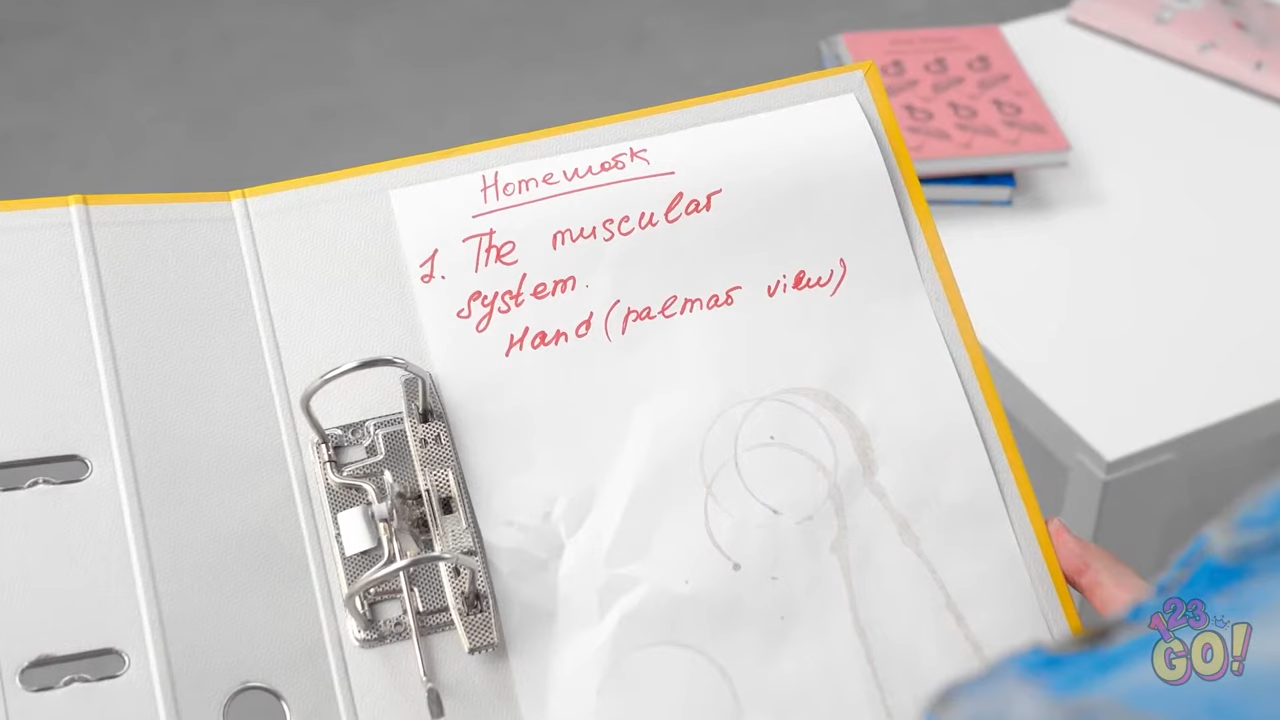 Homework
1. The muscular
system.
Hand (palmar view)
123
GO!